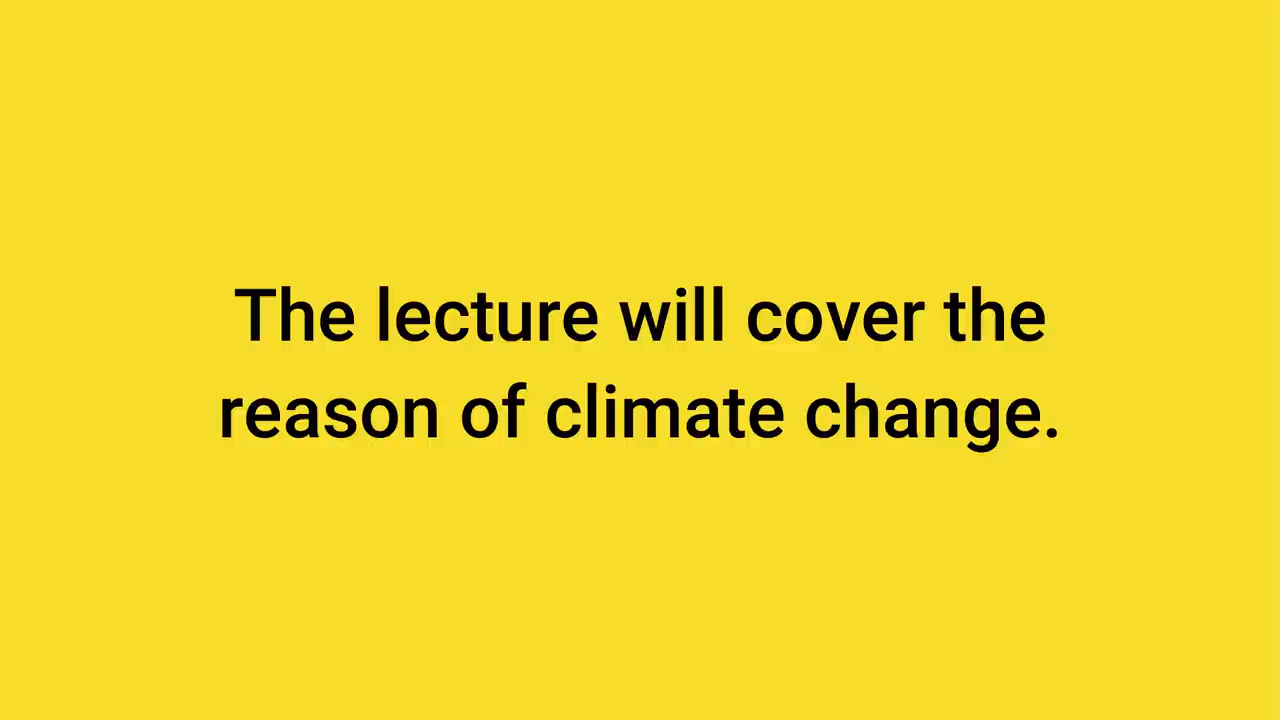 The lecture will cover the
reason of climate change.